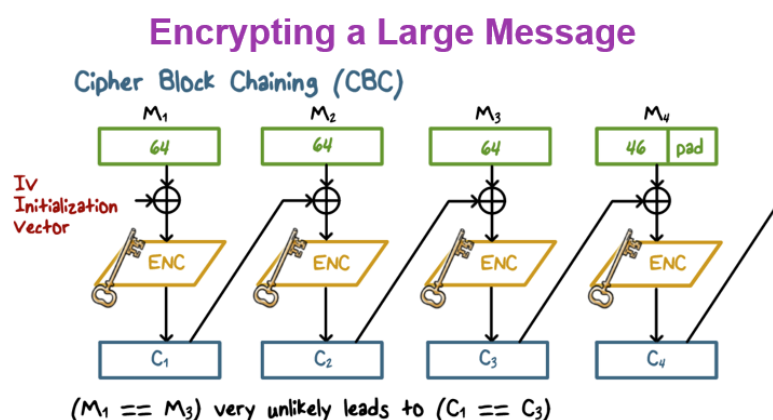 Encrypting a Large Message
Cipher Block Chaining (CBC)
M₁ M₂ M₃ M₄
64 64 64 46 pad
IV
Initialization
Vector
ENC ENC ENC ENC
C₁ C₂ C₃ C₄
(M₁ == M₃) very unlikely leads to (C₁ == C₃)